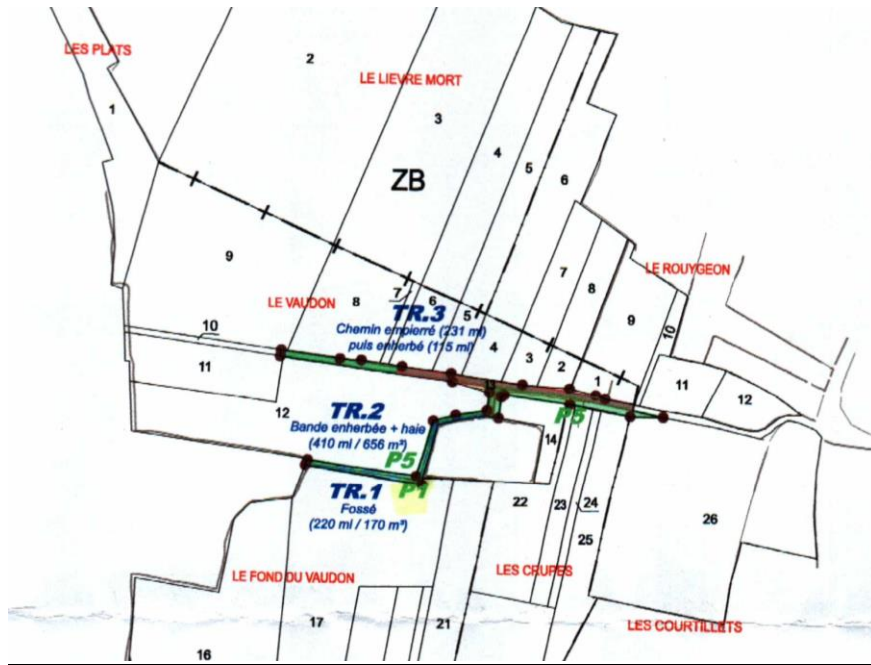 2
LES PLATS
LE LIEVRE MORT
1
3
4
ZB
5
6
9
7
LE ROUYGEON
8
LE VAUDON
8
7
6
9
10
TR.3
5
10
Chemin empierré (231 ml)
puis enherbé (115 ml)
4
3
2
11
11
1
12
12
TR.2
P5
Bande enherbée + haie
(410 ml / 656 m³)
14
P5
TR.1
P1
Fossé
(220 ml / 170 m³)
22
23
24
26
25
LE FOND DU VAUDON
LES CRUPES
17
21
LES COURTILLETS
16